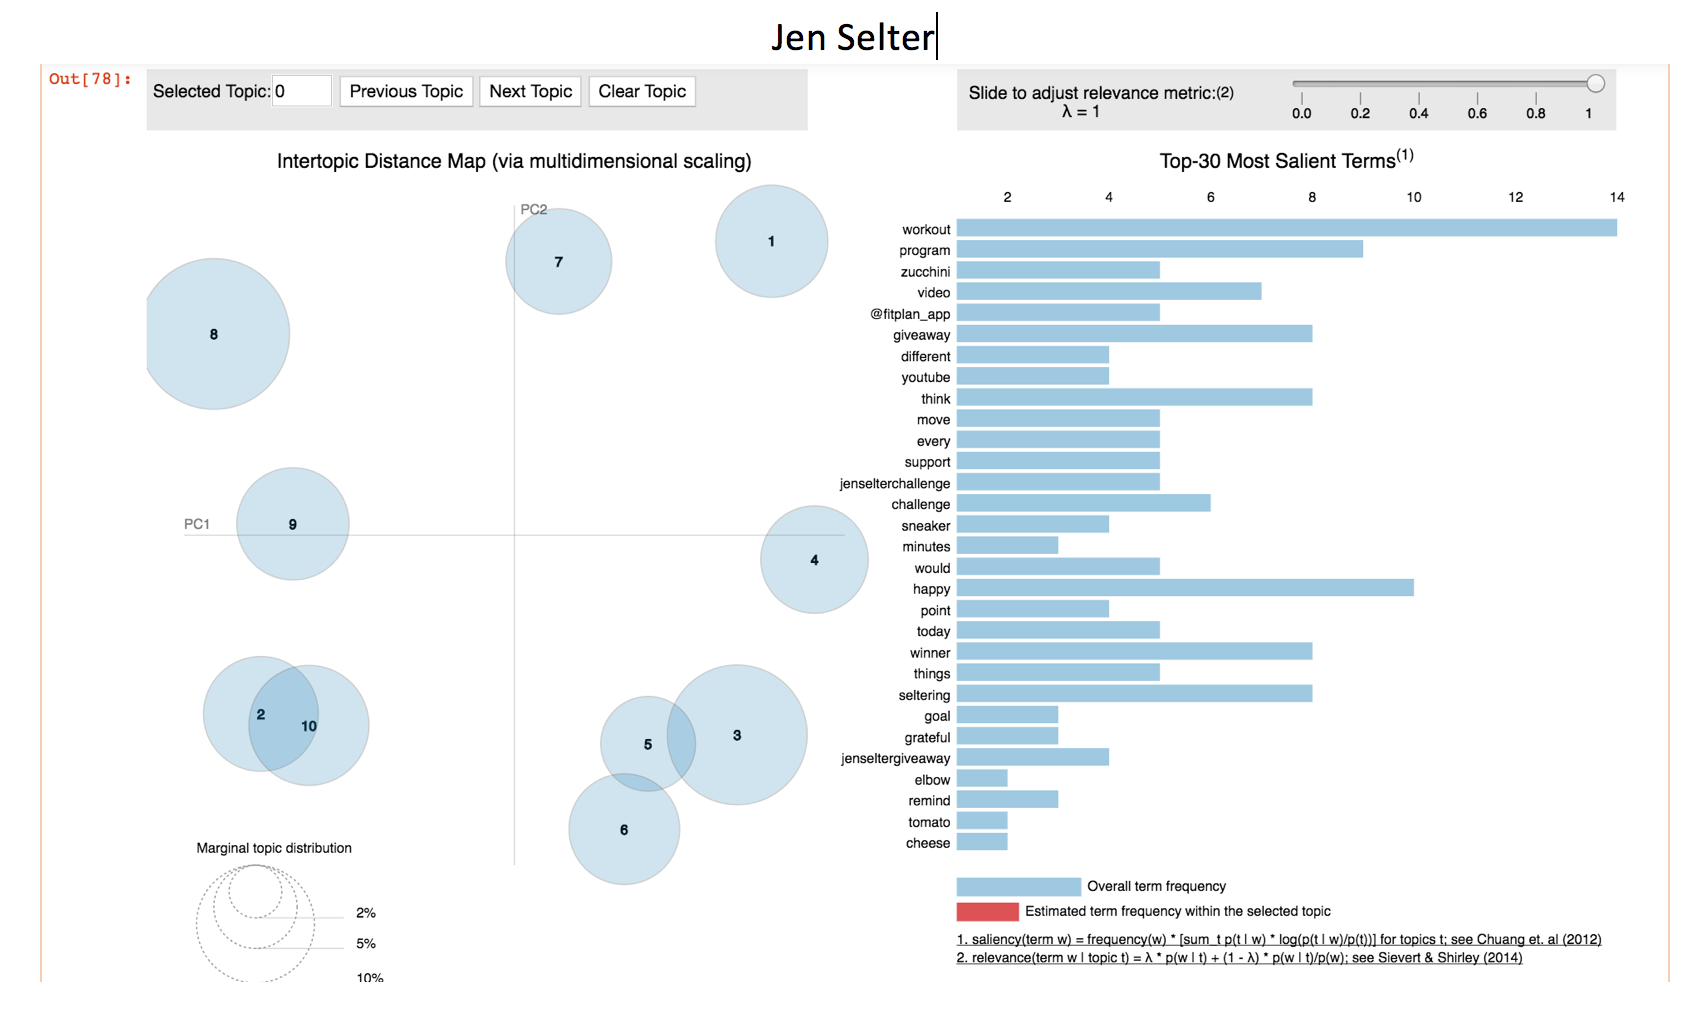 Jen Selter
Out[78]:
Selected Topic: 0 Previous Topic Next Topic Clear Topic
Slide to adjust relevance metric:(2)
λ = 1
0.0 0.2 0.4 0.6 0.8 1
Intertopic Distance Map (via multidimensional scaling)
PC2
1
7
8
PC1
9
4
2
10
5
3
6
Marginal topic distribution
2%
5%
10%
Top-30 Most Salient Terms(1)
2 4 6 8 10 12 14
workout
program
zucchini
video
@fitplan_app
giveaway
different
youtube
think
move
every
support
jenselterchallenge
challenge
sneaker
minutes
would
happy
point
today
winner
things
seltering
goal
grateful
jenseltergiveaway
elbow
remind
tomato
cheese
Overall term frequency
Estimated term frequency within the selected topic
1. saliency(term w) = frequency(w) * [sum_t p(t | w) * log(p(t | w)/p(t))] for topics t; see Chuang et. al (2012)
2. relevance(term w | topic t) = λ * p(w | t) + (1 - λ) * p(w | t)/p(w); see Sievert & Shirley (2014)